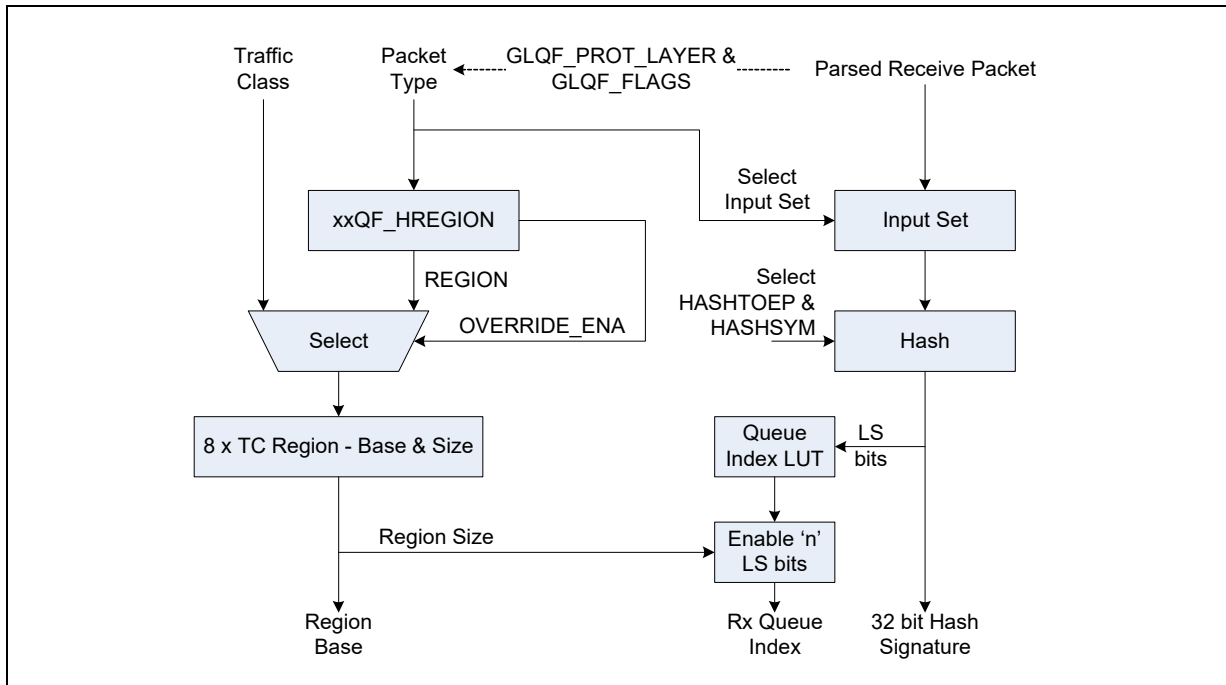 Traffic
Class
Packet
Type
GLQF_PROT_LAYER &
GLQF_FLAGS
Parsed Receive Packet
Select
Input Set
xxQF_HREGION
Input Set
REGION
Select
HASHTOEP &
HASHSYM
OVERRIDE_ENA
Select
Hash
8 x TC Region - Base & Size
Queue
Index LUT
LS
bits
Region Size
Enable ‘n’
LS bits
Region
Base
Rx Queue
Index
32 bit Hash
Signature